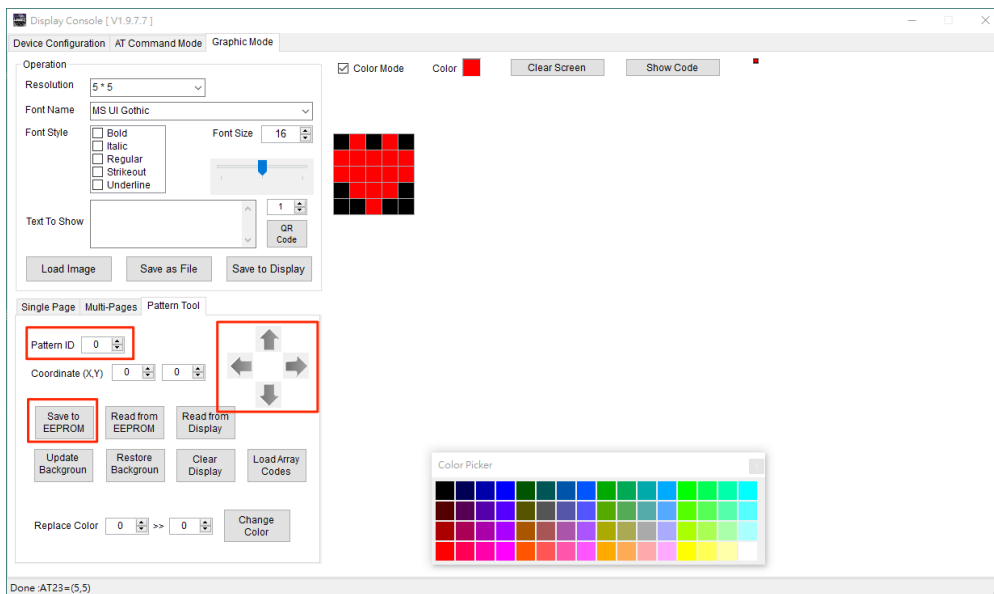 Display Console [ V1.9.7.7 ]
Device Configuration AT Command Mode Graphic Mode
Operation
Resolution 5 * 5
Font Name MS UI Gothic
Font Style Bold
Italic
Regular
Strikeout
Underline
Font Size 16
Text To Show
1
QR
Code
Load Image Save as File Save to Display
Color Mode Color Clear Screen Show Code
Single Page Multi-Pages Pattern Tool
Pattern ID 0
Coordinate (X,Y) 0 0
Save to
EEPROM
Read from
EEPROM
Read from
Display
Update
Backgroun
Restore
Backgroun
Clear
Display
Load Array
Codes
Replace Color 0 >> 0
Change
Color
Color Picker
Done :AT23=(5,5)